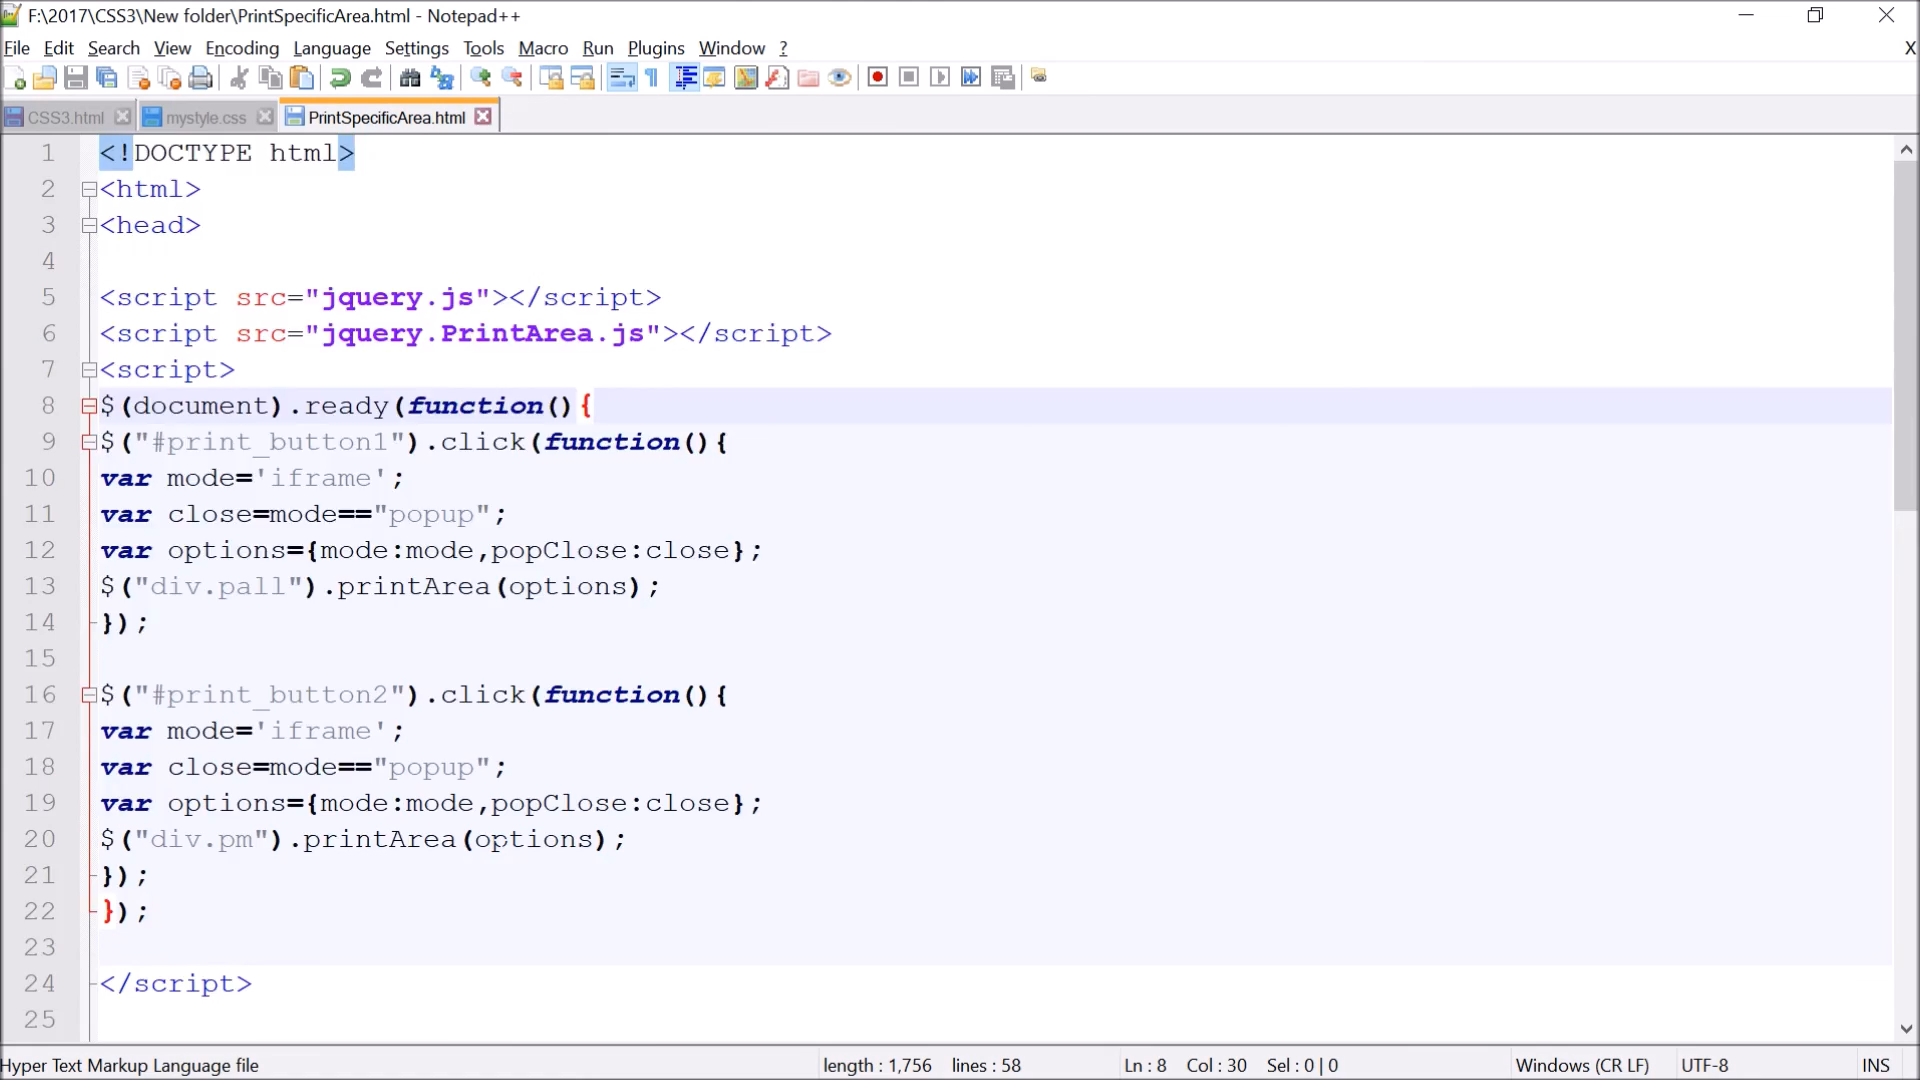 F:\2017\CSS3\New folder\PrintSpecificArea.html - Notepad++
File Edit Search View Encoding Language Settings Tools Macro Run Plugins Window ? X
CSS3.html mystyle.css PrintSpecificArea.html
1 <!DOCTYPE html>
2 <html>
3 <head>
4
5 <script src="jquery.js"></script>
6 <script src="jquery.PrintArea.js"></script>
7 <script>
8 $(document).ready(function(){
9 $("#print_button1").click(function(){
10 var mode='iframe';
11 var close=mode=="popup";
12 var options={mode:mode,popClose:close};
13 $("div.pall").printArea(options);
14 });
15
16 $("#print_button2").click(function(){
17 var mode='iframe';
18 var close=mode=="popup";
19 var options={mode:mode,popClose:close};
20 $("div.pm").printArea(options);
21 });
22 });
23
24 </script>
25
Hyper Text Markup Language file length : 1,756 lines : 58 Ln : 8 Col : 30 Sel : 0 | 0 Windows (CR LF) UTF-8 INS